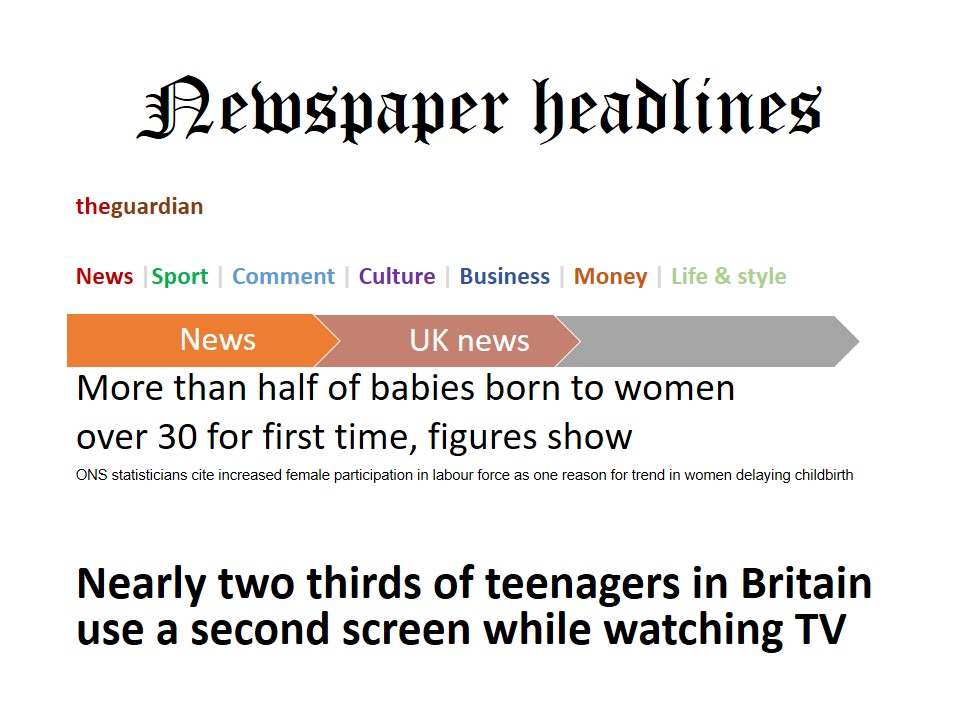 Newspaper headlines
theguardian
News | Sport | Comment | Culture | Business | Money | Life & style
News UK news
More than half of babies born to women
over 30 for first time, figures show
ONS statisticians cite increased female participation in labour force as one reason for trend in women delaying childbirth
Nearly two thirds of teenagers in Britain
use a second screen while watching TV